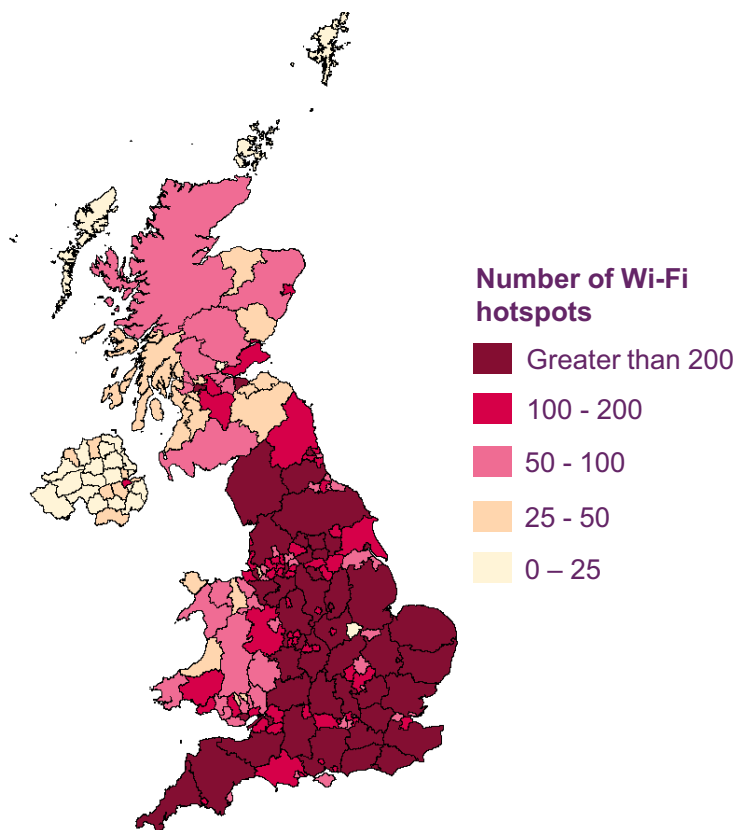 Number of Wi-Fi
hotspots
Greater than 200
100 - 200
50 - 100
25 - 50
0 – 25